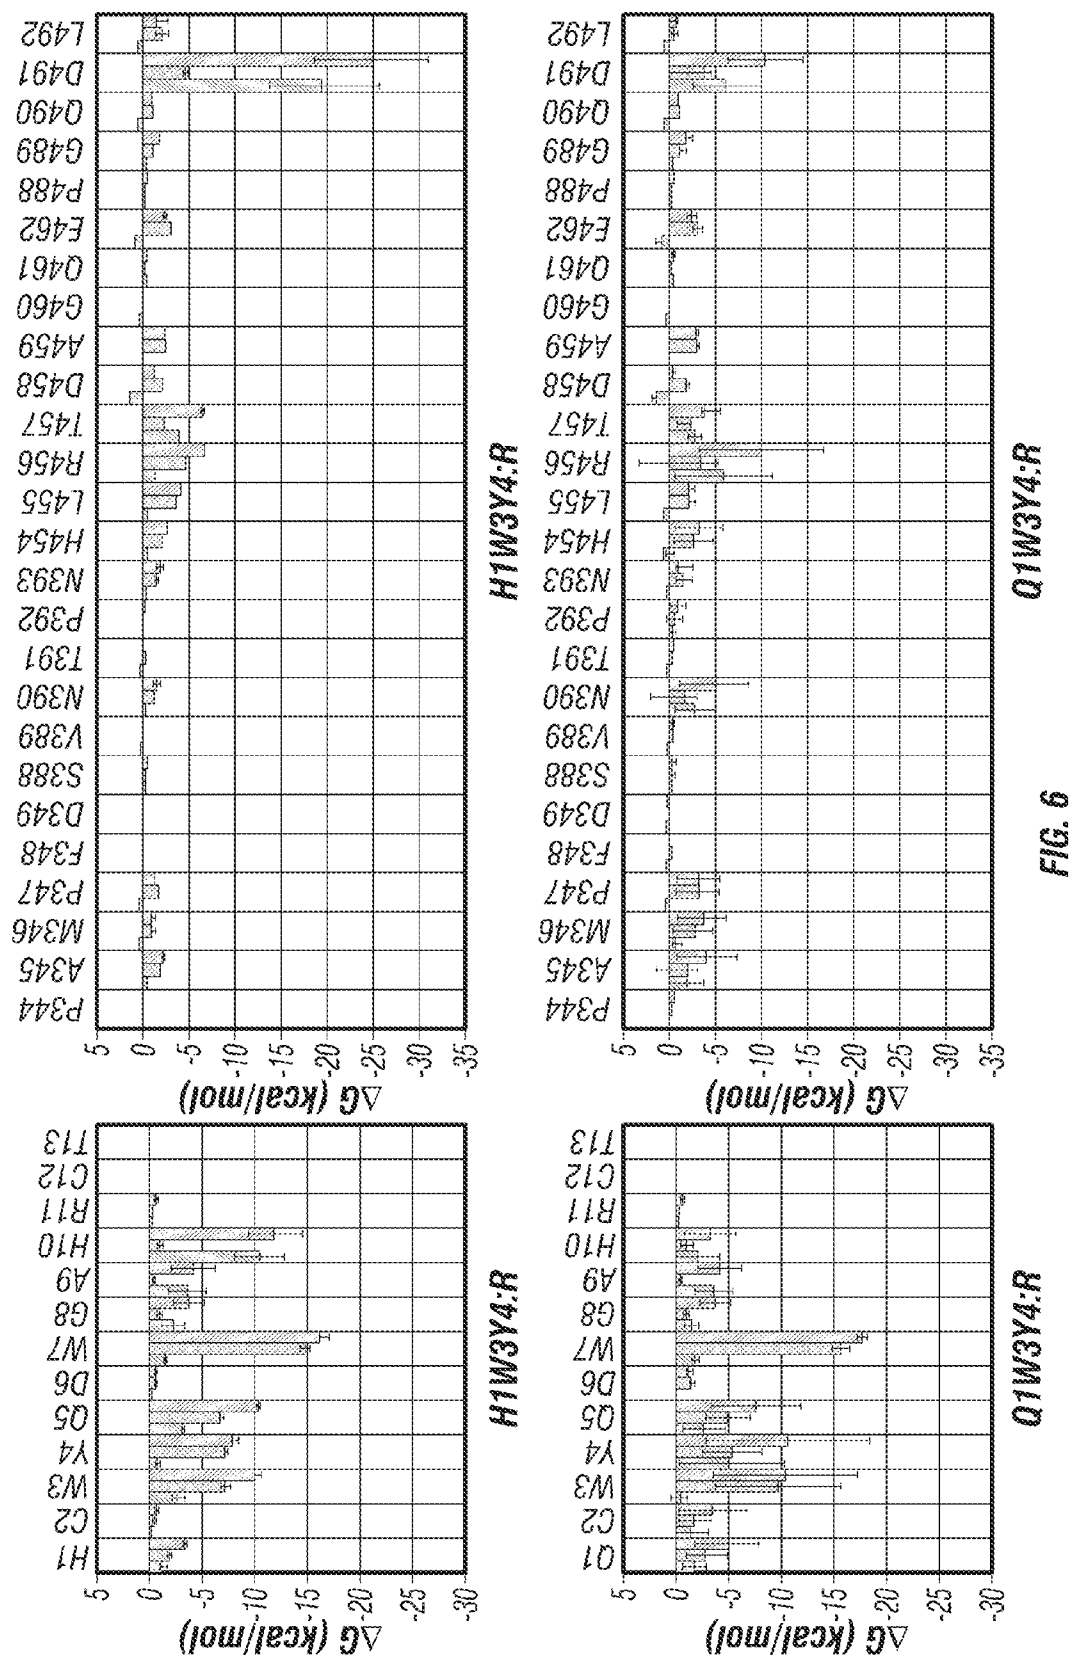 H1 C2 W3 Y4 Q5 D6 W7 G8 A9 H10 R11 C12 T13
5
0
-5
-10
-15
-20
-25
-30
ΔG (kcal/mol)
H1W3Y4:R
P344 A345 M346 P347 F348 D349 S388 V389 N390 T391 P392 N393 H454 L455 R456 T457 D458 A459 G460 Q461 E462 P488 G489 Q490 D491 L492
5
0
-5
-10
-15
-20
-25
-30
-35
ΔG (kcal/mol)
H1W3Y4:R
Q1 C2 W3 Y4 Q5 D6 W7 G8 A9 H10 R11 C12 T13
5
0
-5
-10
-15
-20
-25
-30
ΔG (kcal/mol)
Q1W3Y4:R
P344 A345 M346 P347 F348 D349 S388 V389 N390 T391 P392 N393 H454 L455 R456 T457 D458 A459 G460 Q461 E462 P488 G489 Q490 D491 L492
5
0
-5
-10
-15
-20
-25
-30
-35
ΔG (kcal/mol)
Q1W3Y4:R
FIG. 6